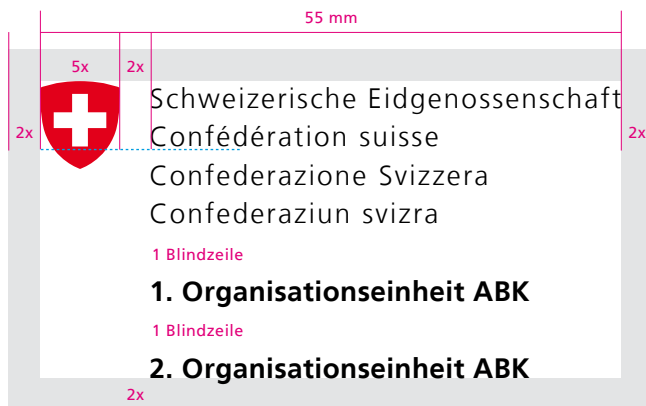 55 mm
5x 2x
Schweizerische Eidgenossenschaft
2x Confédération suisse 2x
Confederazione Svizzera
Confederaziun svizra
1 Blindzeile
1. Organisationseinheit ABK
1 Blindzeile
2. Organisationseinheit ABK
2x